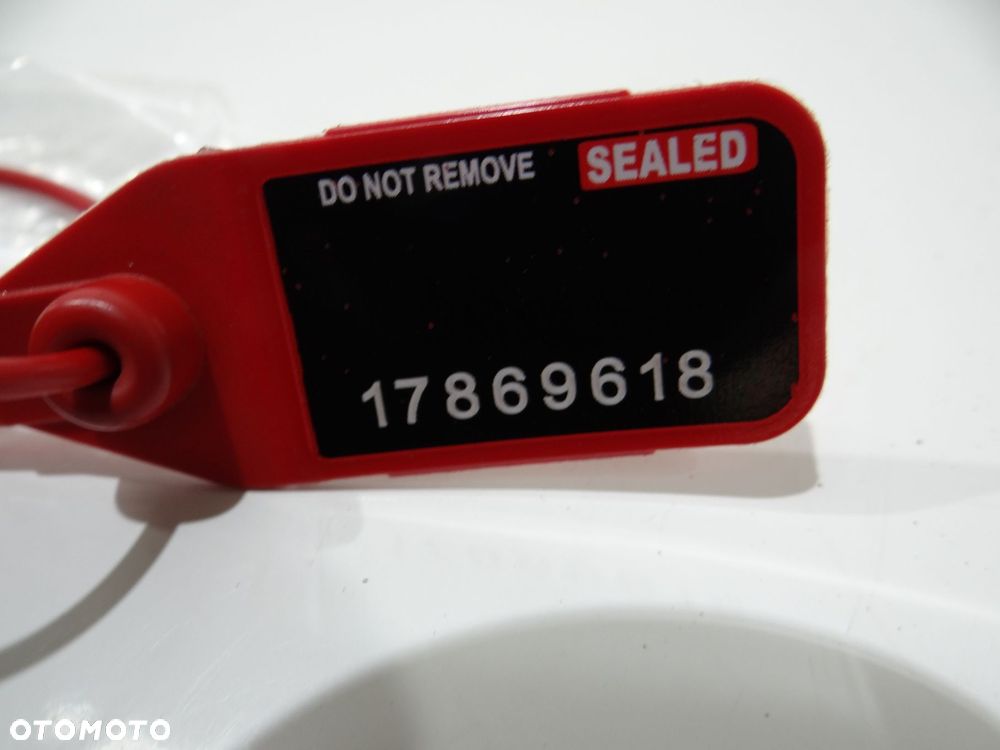 DO NOT REMOVE SEALED
17869618
OTOMOTO